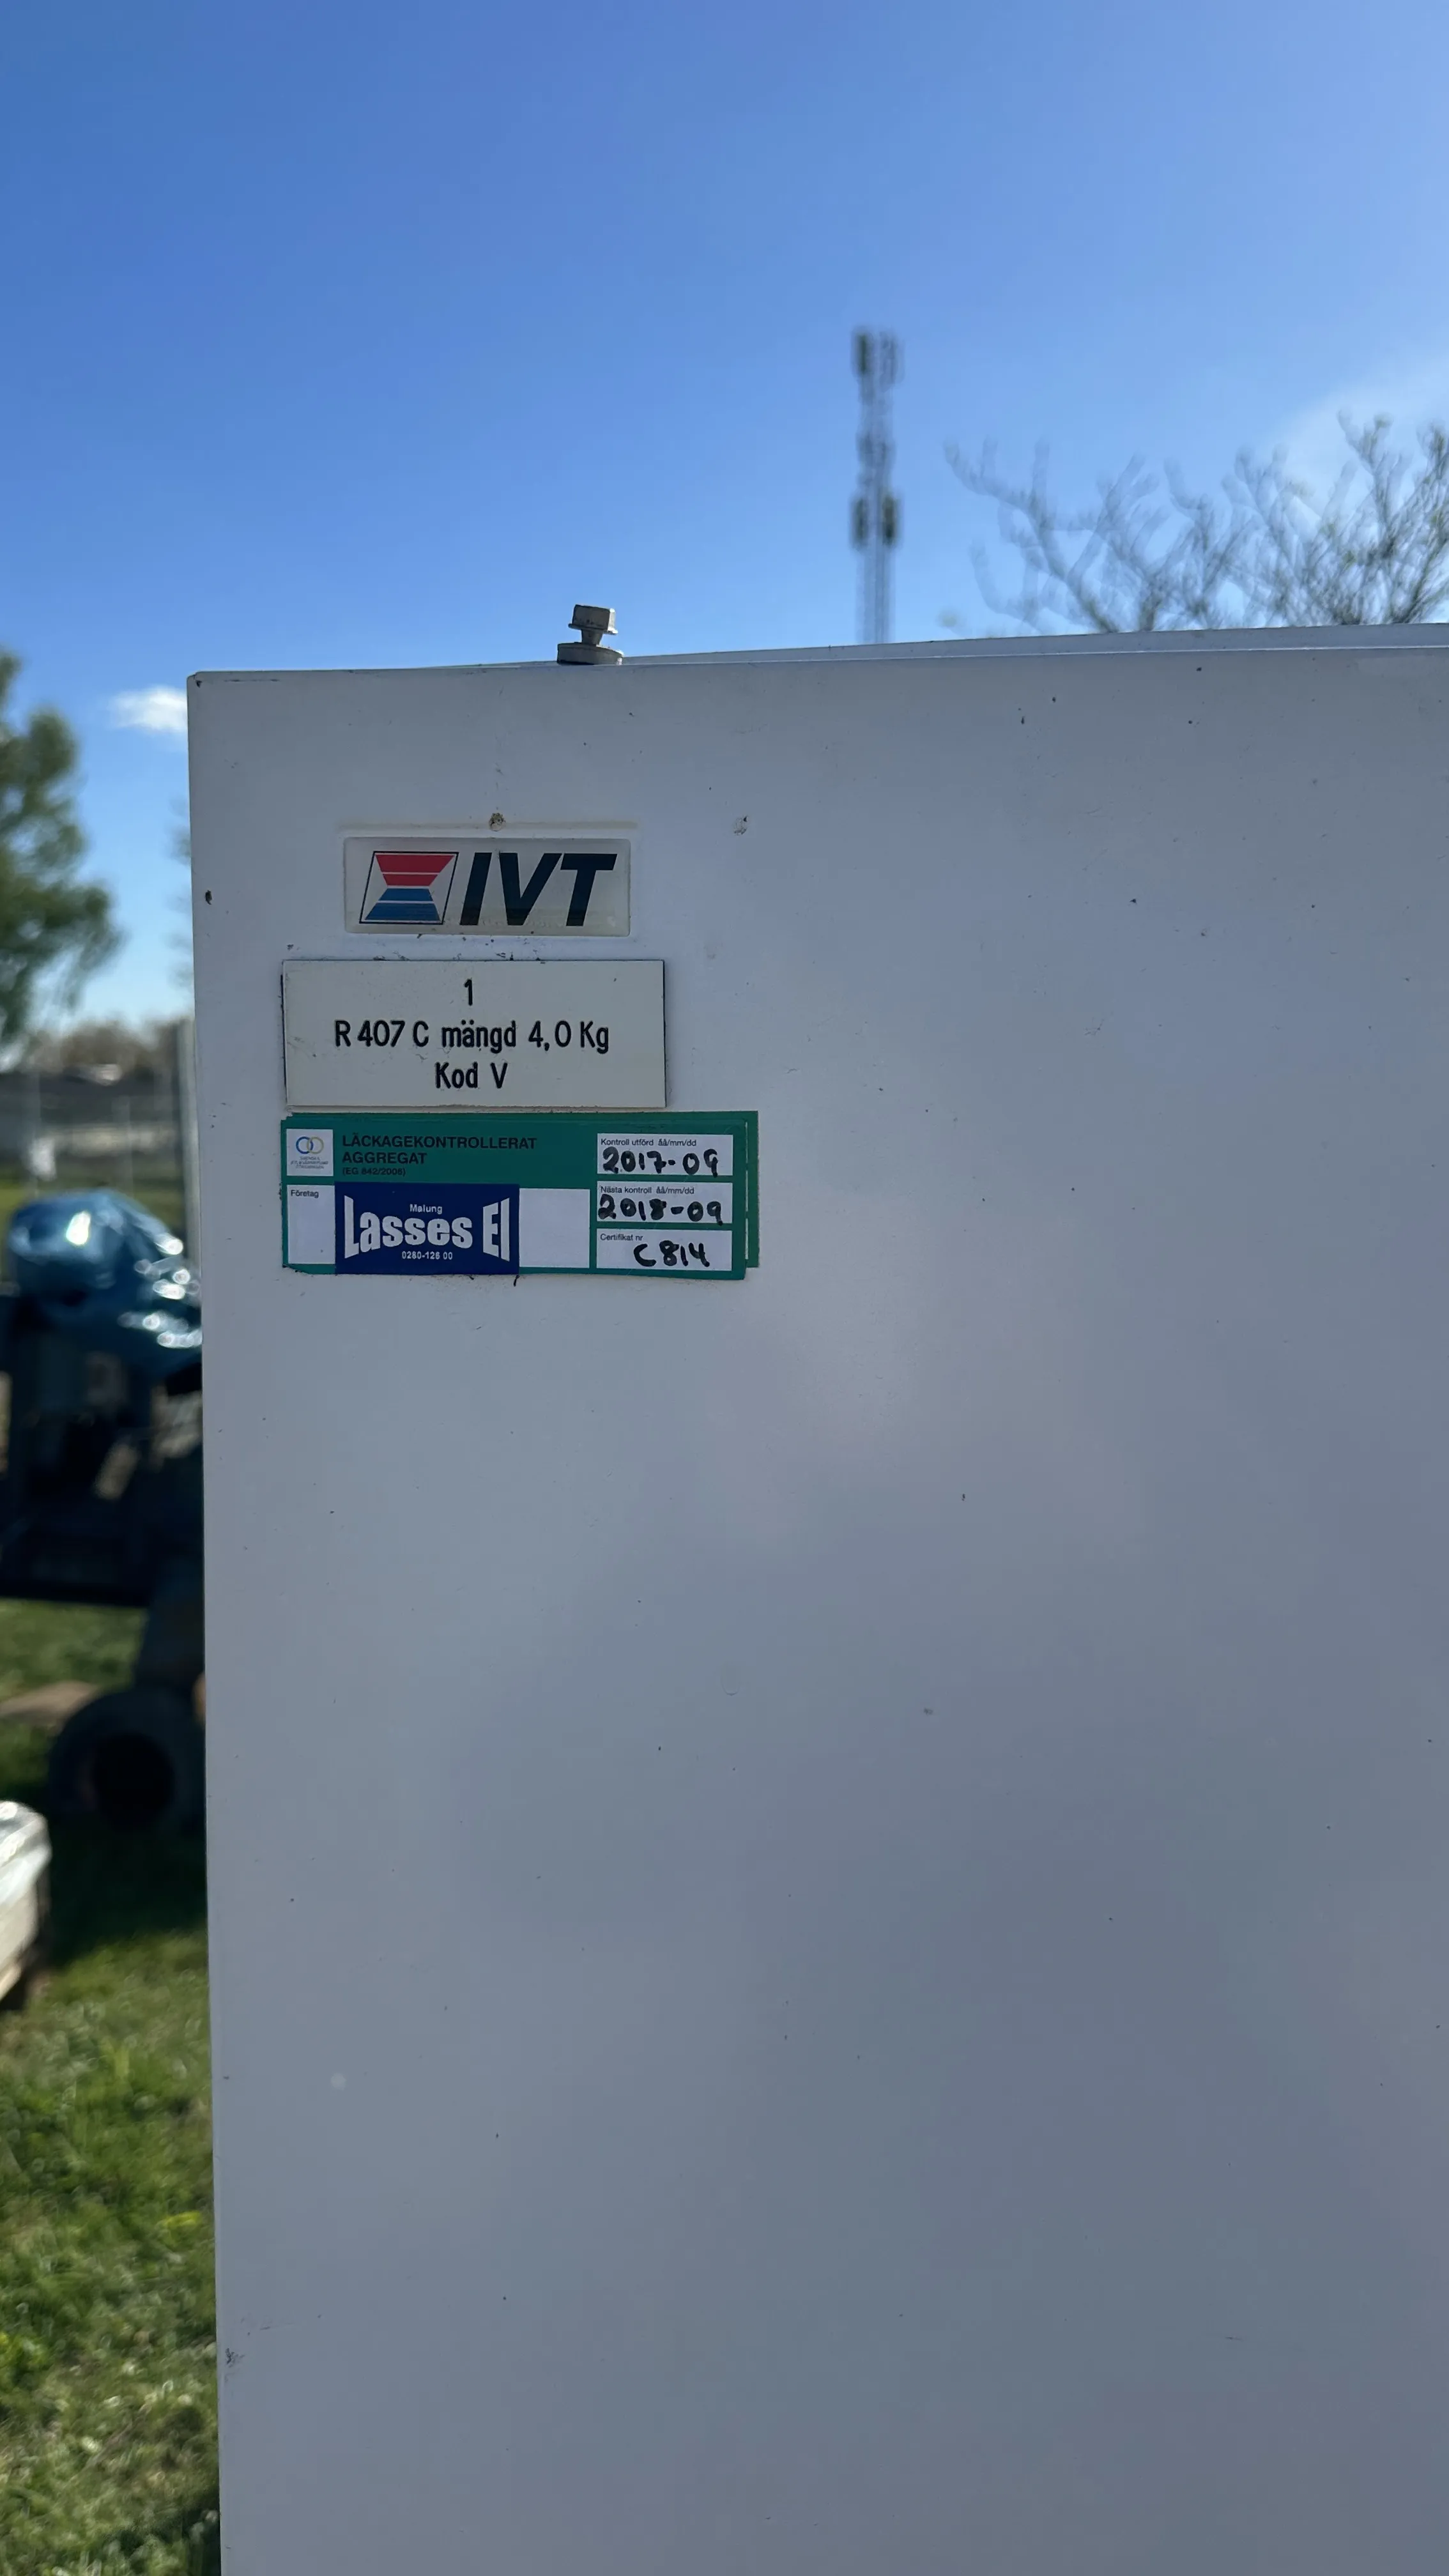 IVT
1
R 407 C mängd 4,0 Kg
Kod V
LÄCKAGEKONTROLLERAT
AGGREGAT
(EG 842/2006)
Kontroll utförd åå/mm/dd
2017-09
Företag
Malung
Lasses El
0280-126 00
Nästa kontroll åå/mm/dd
2018-09
Certifikat nr
C814